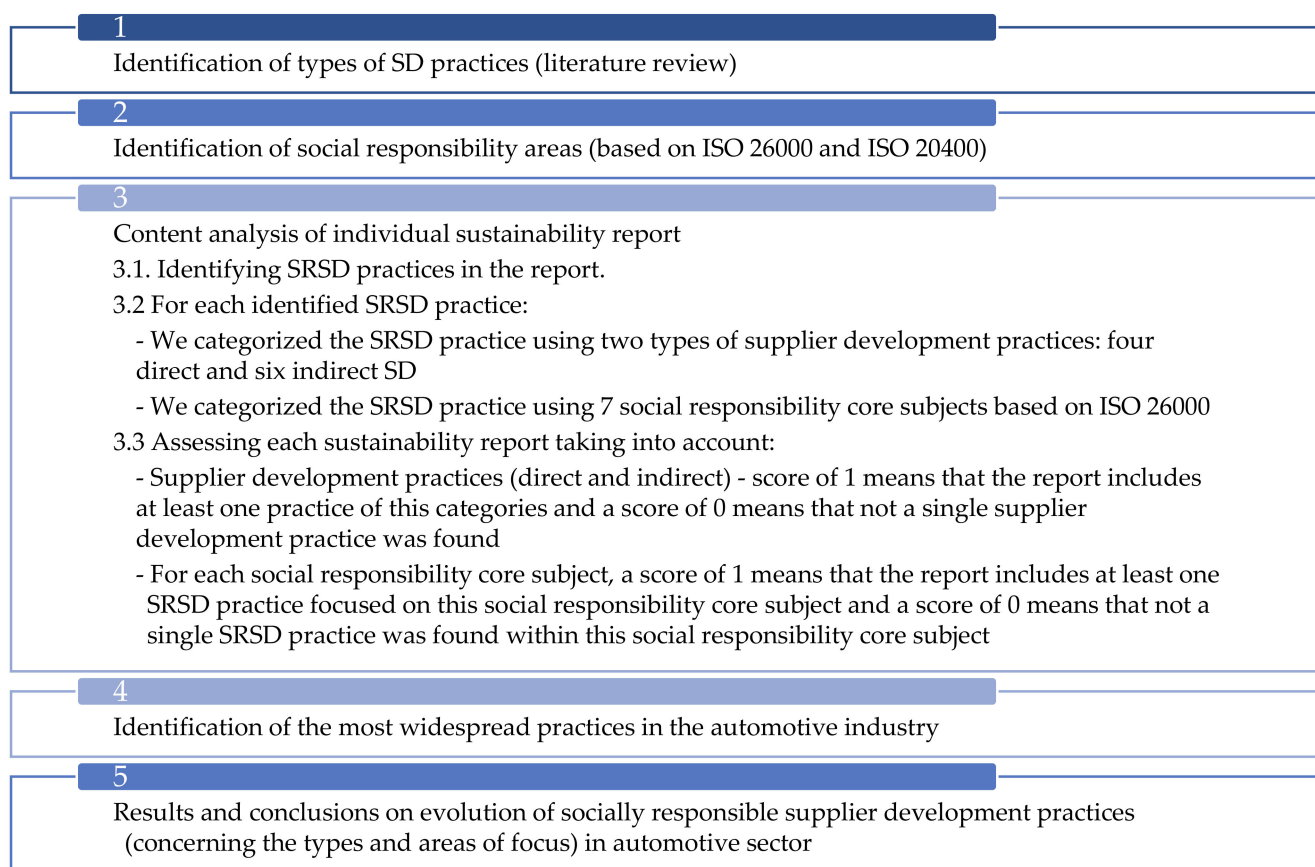 1
Identification of types of SD practices (literature review)
2
Identification of social responsibility areas (based on ISO 26000 and ISO 20400)
3
Content analysis of individual sustainability report
3.1. Identifying SRSD practices in the report.
3.2 For each identified SRSD practice:
- We categorized the SRSD practice using two types of supplier development practices: four
direct and six indirect SD
- We categorized the SRSD practice using 7 social responsibility core subjects based on ISO 26000
3.3 Assessing each sustainability report taking into account:
- Supplier development practices (direct and indirect) - score of 1 means that the report includes
at least one practice of this categories and a score of 0 means that not a single supplier
development practice was found
- For each social responsibility core subject, a score of 1 means that the report includes at least one
SRSD practice focused on this social responsibility core subject and a score of 0 means that not a
single SRSD practice was found within this social responsibility core subject
4
Identification of the most widespread practices in the automotive industry
5
Results and conclusions on evolution of socially responsible supplier development practices
(concerning the types and areas of focus) in automotive sector